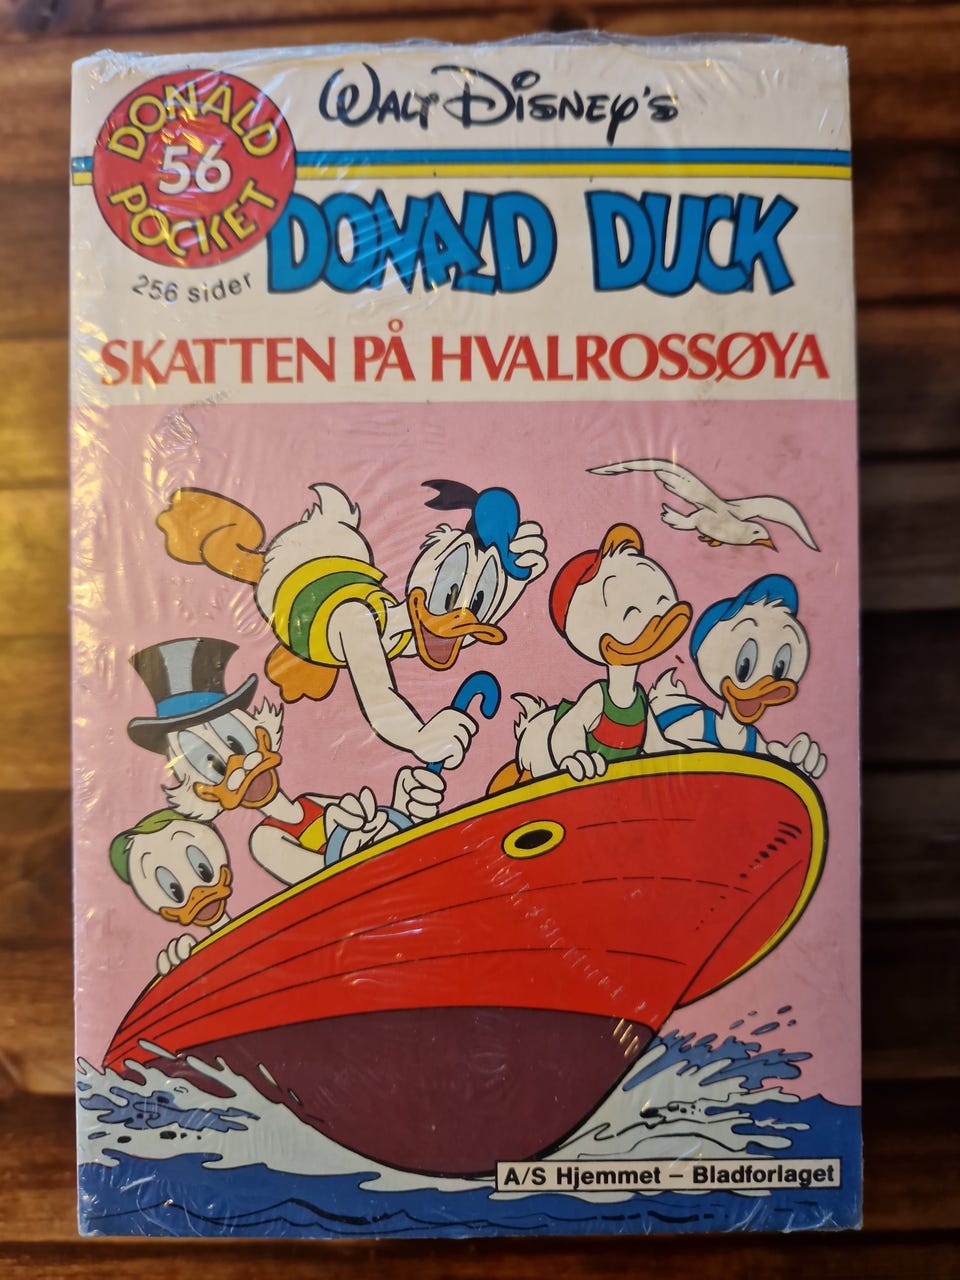 WALT DISNEY'S
DONALD
56
POCKET
256 sider
DONALD DUCK
SKATTEN PÅ HVALROSSØYA
A/S Hjemmet – Bladforlaget